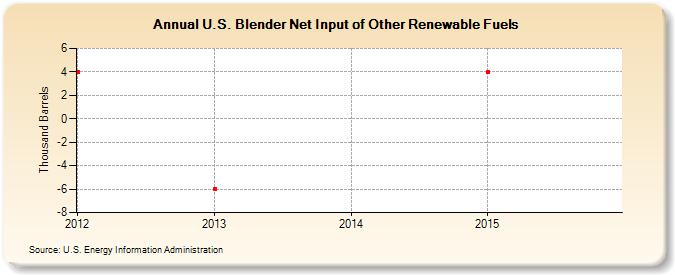 Annual U.S. Blender Net Input of Other Renewable Fuels
Thousand Barrels
6
4
2
0
-2
-4
-6
-8
2012 2013 2014 2015
Source: U.S. Energy Information Administration